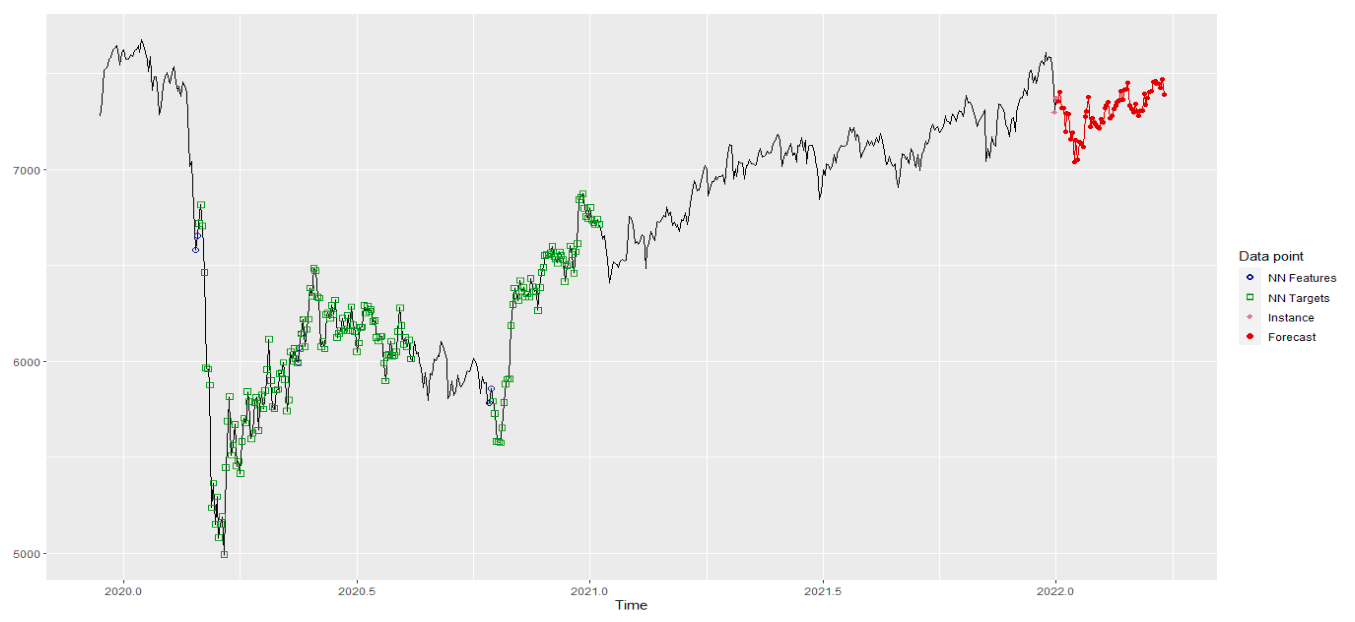 7000
6000
5000
2020.0 2020.5 2021.0 2021.5 2022.0
Time
Data point
NN Features
NN Targets
Instance
Forecast